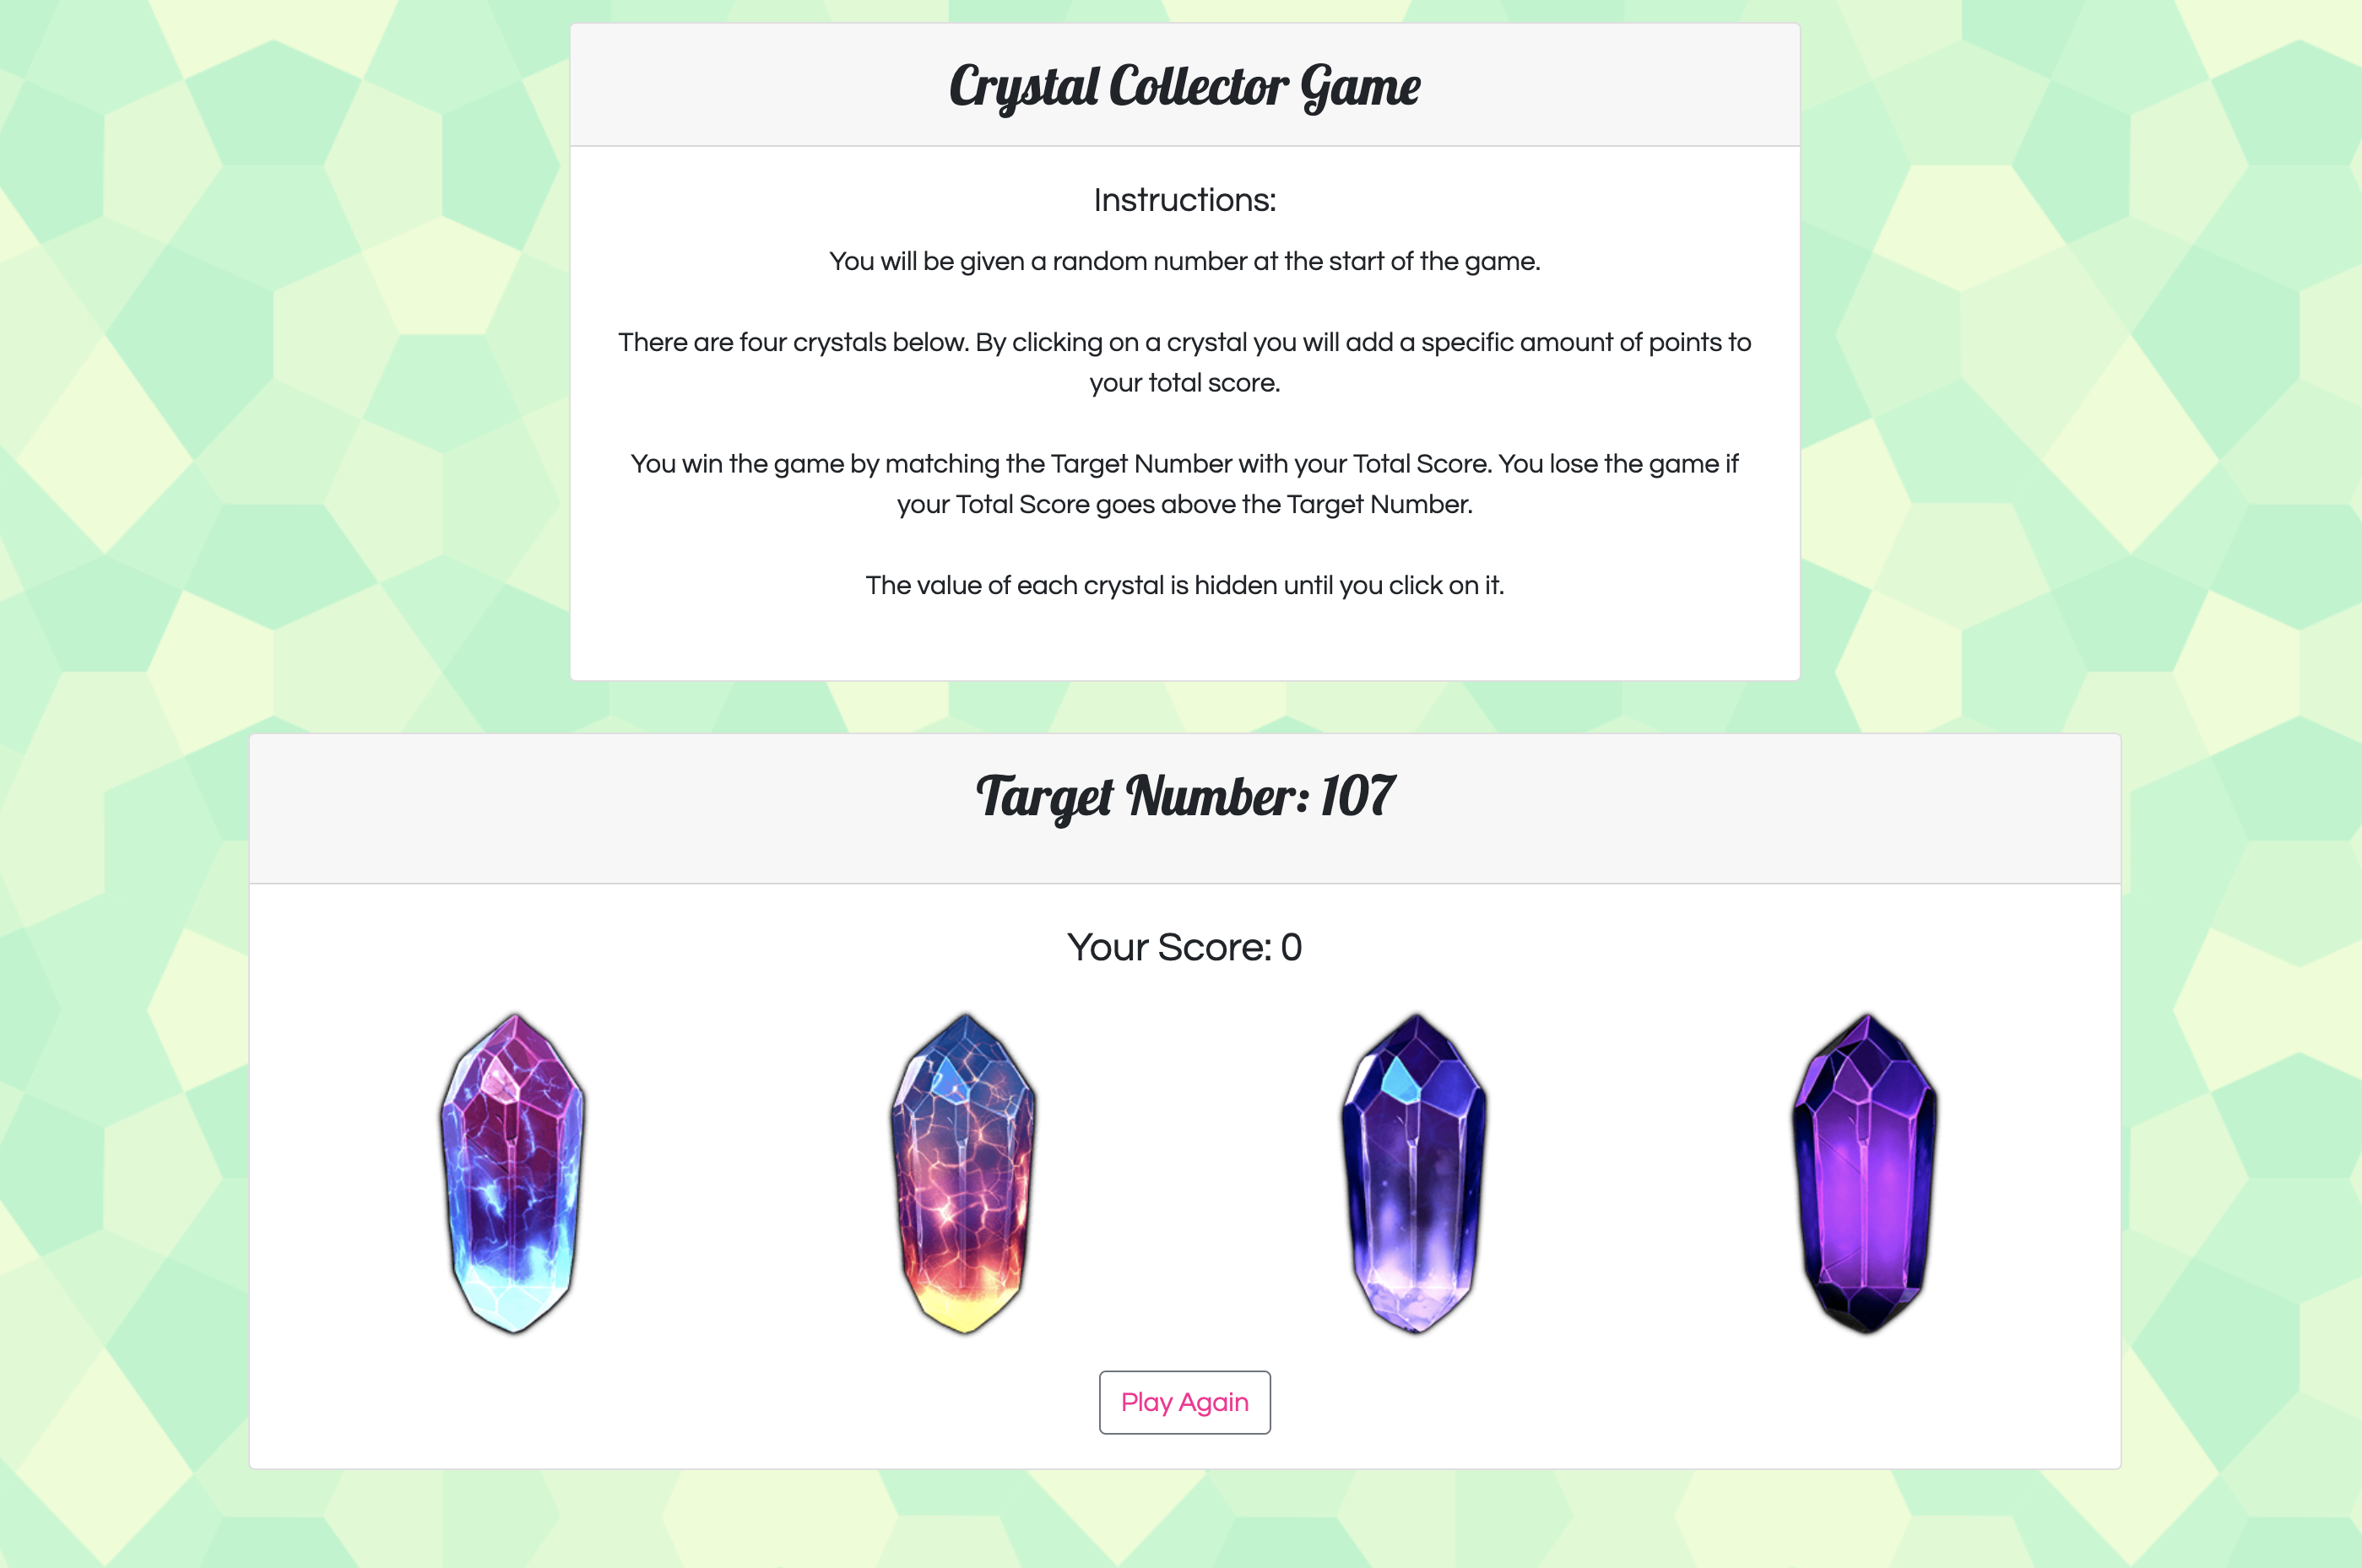 Crystal Collector Game
Instructions:
You will be given a random number at the start of the game.
There are four crystals below. By clicking on a crystal you will add a specific amount of points to
your total score.
You win the game by matching the Target Number with your Total Score. You lose the game if
your Total Score goes above the Target Number.
The value of each crystal is hidden until you click on it.
Target Number: 107
Your Score: 0
Play Again